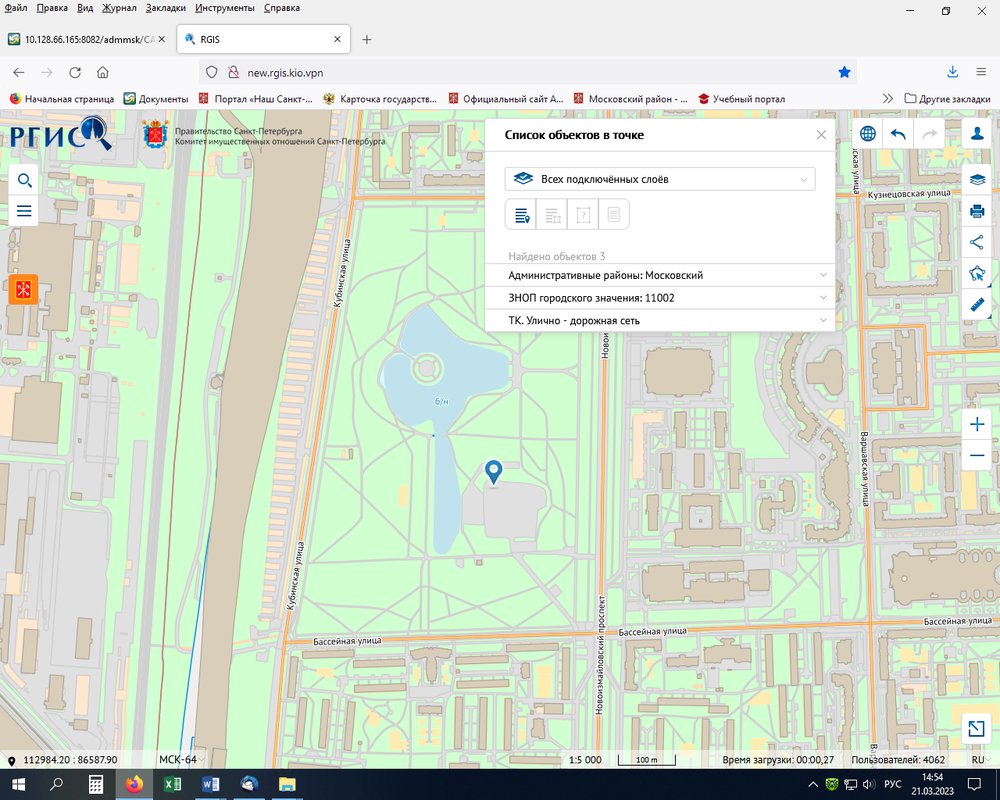 Файл Правка Вид Журнал Закладки Инструменты Справка
10.128.66.165:8082/admmsk/CA
RGIS
new.rgis.kio.vpn
Начальная страница
Документы
Портал «Наш Санкт-...
Карточка государств...
Официальный сайт А...
Московский район - ...
Учебный портал
Другие закладки
РГИС
Правительство Санкт-Петербурга
Комитет имущественных отношений Санкт-Петербурга
Список объектов в точке
Всех подключённых слоёв
Найдено объектов 3
Административные районы: Московский
ЗНОП городского значения: 11002
ТК. Улично - дорожная сеть
Кузнецовская улица
Кубинская улица
б/н
Варшавская улица
Кубинская улица
Новоизмайловский проспект
Бассейная улица
Бассейная улица
Бассейная улица
112984.20 : 86587.90
МСК-64
1:5 000
100 m
Время загрузки: 00:00,27
Пользователей: 4062
RU
РУС
14:54
21.03.2023